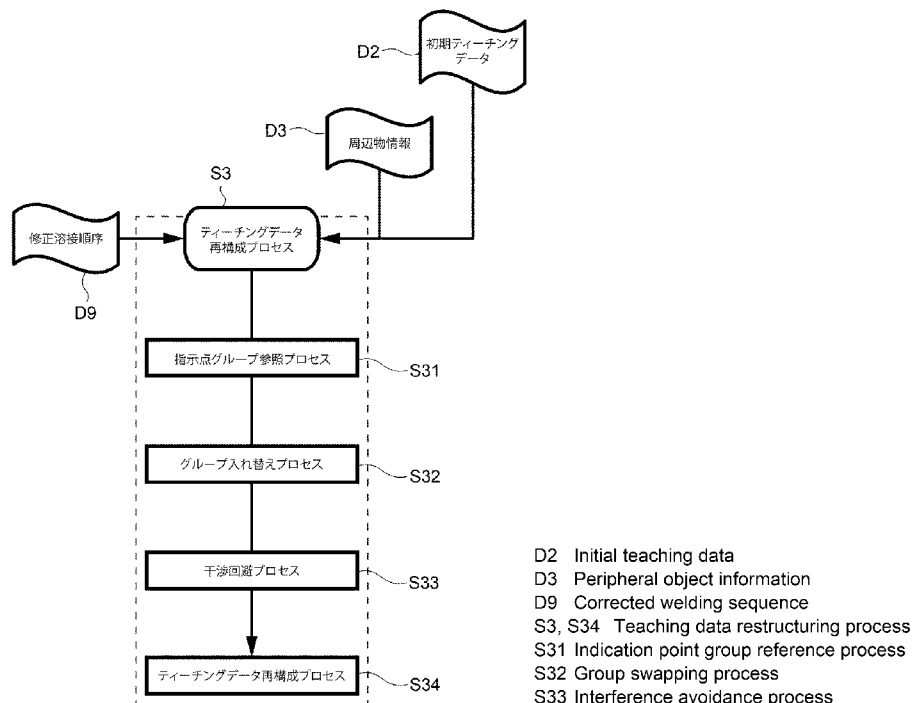 D2
初期ティーチング
データ
D3
周辺物情報
S3
ティーチングデータ
再構成プロセス
修正溶接順序
D9
指示点グループ参照プロセス
S31
グループ入れ替えプロセス
S32
干渉回避プロセス
S33
ティーチングデータ再構成プロセス
S34
D2 Initial teaching data
D3 Peripheral object information
D9 Corrected welding sequence
S3, S34 Teaching data restructuring process
S31 Indication point group reference process
S32 Group swapping process
S33 Interference avoidance process